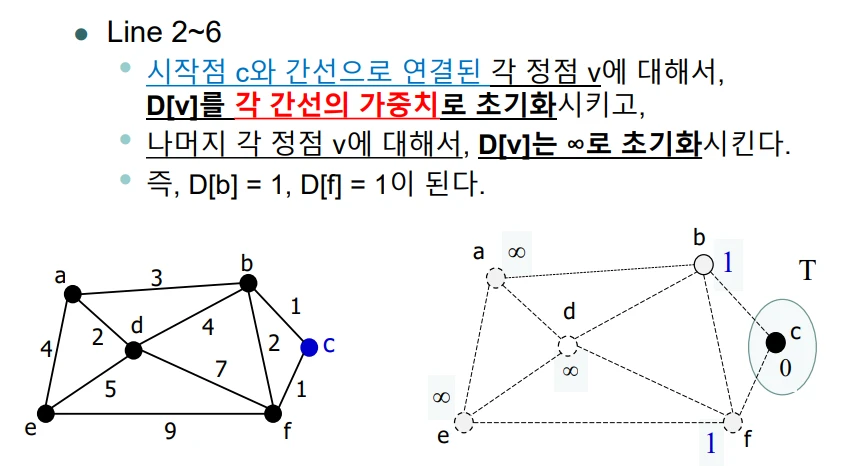 Line 2~6
시작점 c와 간선으로 연결된 각 정점 v에 대해서,
D[v]를 각 간선의 가중치로 초기화시키고,
나머지 각 정점 v에 대해서, D[v]는 ∞로 초기화시킨다.
즉, D[b] = 1, D[f] = 1이 된다.
a
3
b
1
4
2
d
4
2
c
5
7
1
e
9
f
a
∞
b
1
T
d
∞
c
0
∞
e
1
f